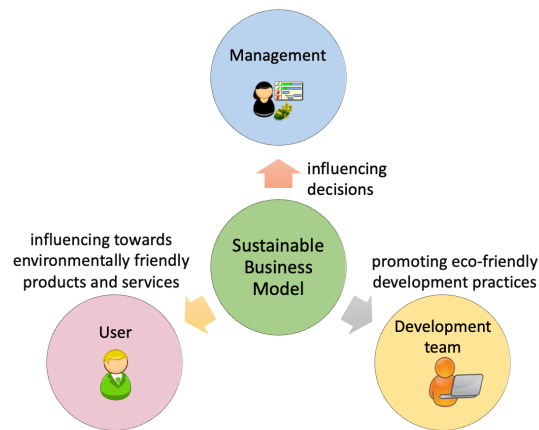 Management
influencing
decisions
influencing towards
environmentally friendly
products and services
Sustainable
Business
Model
promoting eco-friendly
development practices
User
Development
team